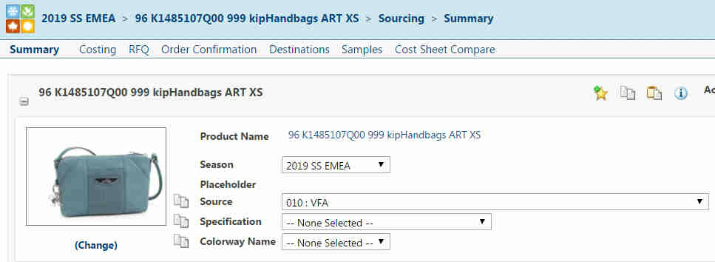 2019 SS EMEA > 96 K1485107Q00 999 kipHandbags ART XS > Sourcing > Summary
Summary Costing RFQ Order Confirmation Destinations Samples Cost Sheet Compare
96 K1485107Q00 999 kipHandbags ART XS
Product Name 96 K1485107Q00 999 kipHandbags ART XS
Season 2019 SS EMEA
Placeholder
Source 010 : VFA
Specification -- None Selected --
Colorway Name -- None Selected --
(Change)